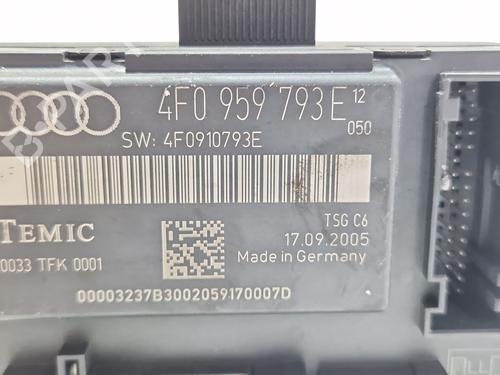 4F0 959 793 E 12
050
SW: 4F0910793E
TEMIC
TSG C6
17.09.2005
0033 TFK 0001
Made in Germany
00003237B3002059170007D